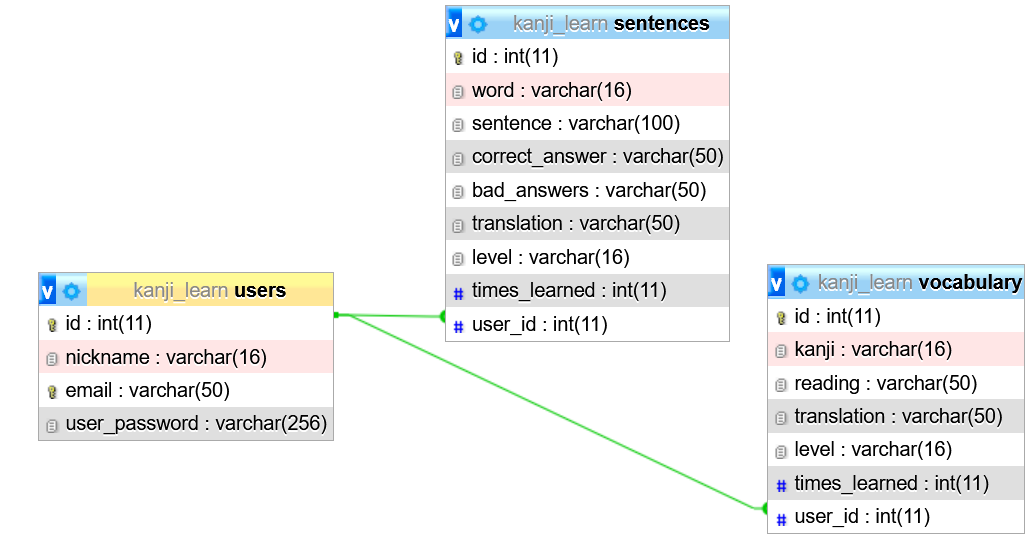 v kanji_learn sentences
id : int(11)
word : varchar(16)
sentence : varchar(100)
correct_answer : varchar(50)
bad_answers : varchar(50)
translation : varchar(50)
level : varchar(16)
# times_learned : int(11)
# user_id : int(11)
v kanji_learn users
id : int(11)
nickname : varchar(16)
email : varchar(50)
user_password : varchar(256)
v kanji_learn vocabulary
id : int(11)
kanji : varchar(16)
reading : varchar(50)
translation : varchar(50)
level : varchar(16)
# times_learned : int(11)
# user_id : int(11)